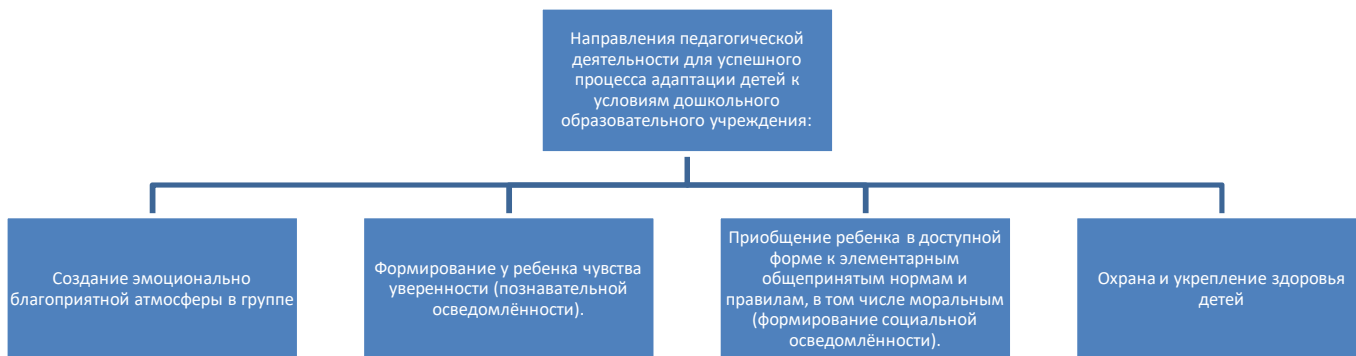 Направления педагогической
деятельности для успешного
процесса адаптации детей к
условиям дошкольного
образовательного учреждения:
Создание эмоционально
благоприятной атмосферы в группе
Формирование у ребенка чувства
уверенности (познавательной
осведомлённости).
Приобщение ребенка в доступной
форме к элементарным
общепринятым нормам и
правилам, в том числе моральным
(формирование социальной
осведомлённости).
Охрана и укрепление здоровья
детей